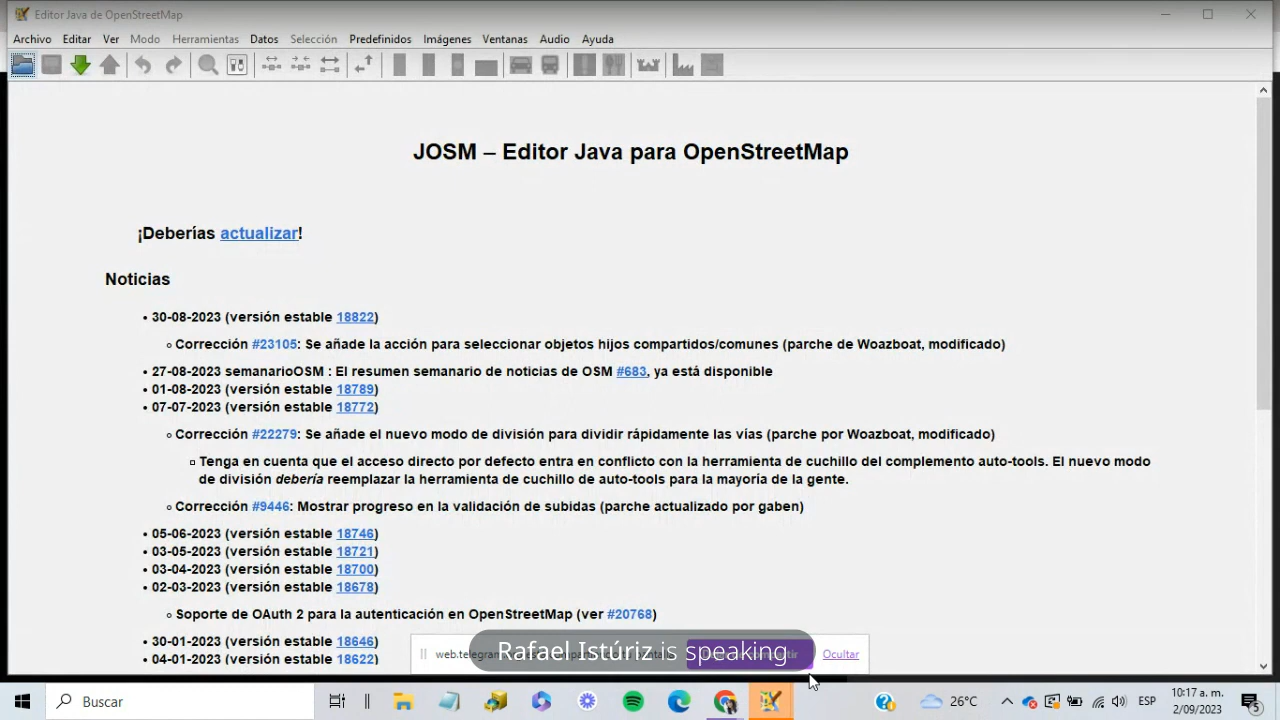 Editor Java de OpenStreetMap
Archivo Editar Ver Modo Herramientas Datos Selección Predefinidos Imágenes Ventanas Audio Ayuda
JOSM – Editor Java para OpenStreetMap
¡Deberías actualizar!
Noticias
• 30-08-2023 (versión estable 18822)
Corrección #23105: Se añade la acción para seleccionar objetos hijos compartidos/comunes (parche de Woazboat, modificado)
• 27-08-2023 semanarioOSM : El resumen semanario de noticias de OSM #683, ya está disponible
• 01-08-2023 (versión estable 18789)
• 07-07-2023 (versión estable 18772)
Corrección #22279: Se añade el nuevo modo de división para dividir rápidamente las vías (parche por Woazboat, modificado)
Tenga en cuenta que el acceso directo por defecto entra en conflicto con la herramienta de cuchillo del complemento auto-tools. El nuevo modo
de división debería reemplazar la herramienta de cuchillo de auto-tools para la mayoría de la gente.
Corrección #9446: Mostrar progreso en la validación de subidas (parche actualizado por gaben)
• 05-06-2023 (versión estable 18746)
• 03-05-2023 (versión estable 18721)
• 03-04-2023 (versión estable 18700)
• 02-03-2023 (versión estable 18678)
Soporte de OAuth 2 para la autenticación en OpenStreetMap (ver #20768)
• 30-01-2023 (versión estable 18646)
• 04-01-2023 (versión estable 18622)
web.telegram
Rafael Istúriz is speaking
Ocultar
Buscar
26°C
ESP
10:17 a. m.
2/09/2023
5